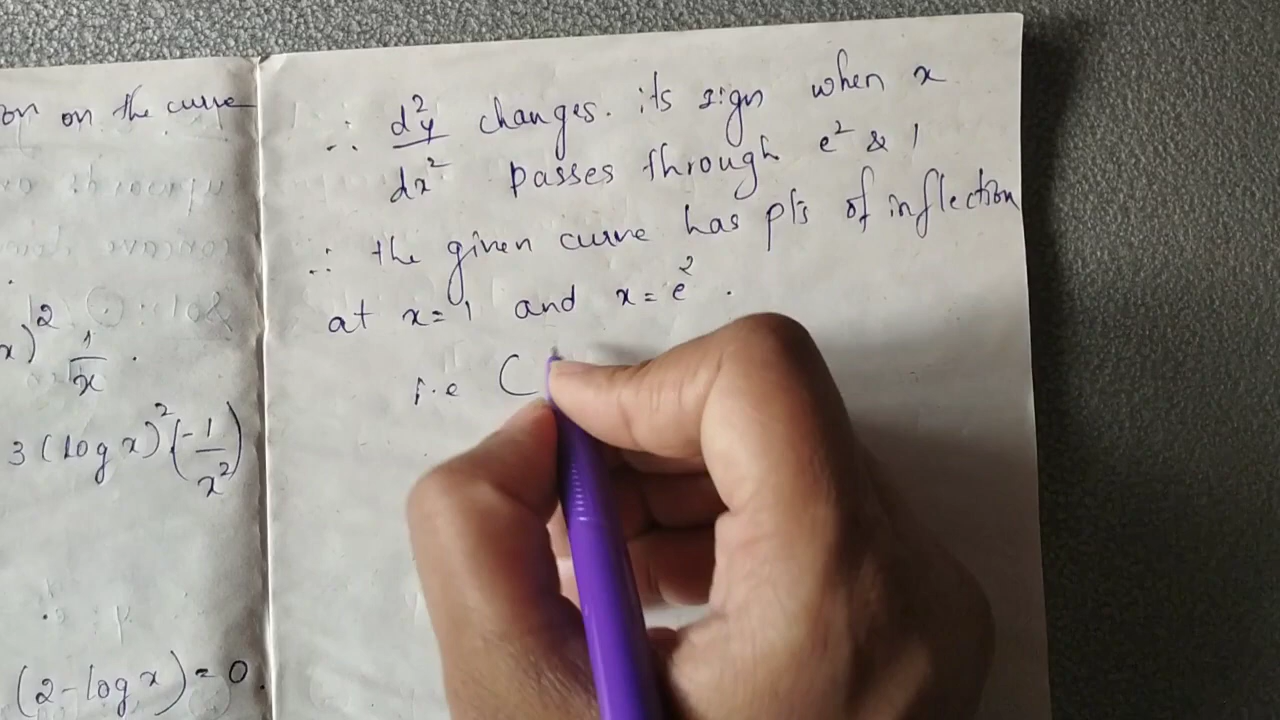 on on the curve
x)² 1/x .
3 (log x)² (-1/x²)
(2 - log x) = 0.
∴ d²y/dx² changes. its sign when x
passes through e² & 1
∴ the given curve has pts of inflection
at x = 1 and x = e² .
i.e (